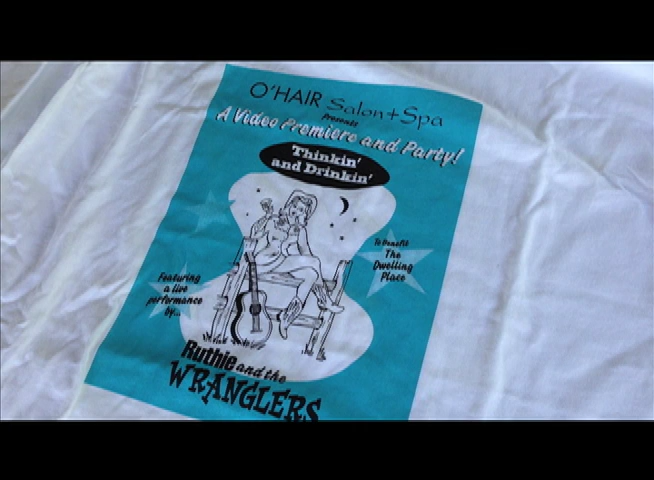 O'HAIR Salon + Spa
Presents
A Video Premiere and Party!
Thinkin'
and Drinkin'
To Benefit
The
Dwelling
Place
Featuring
a live
performance
by...
Ruthie and the
WRANGLERS